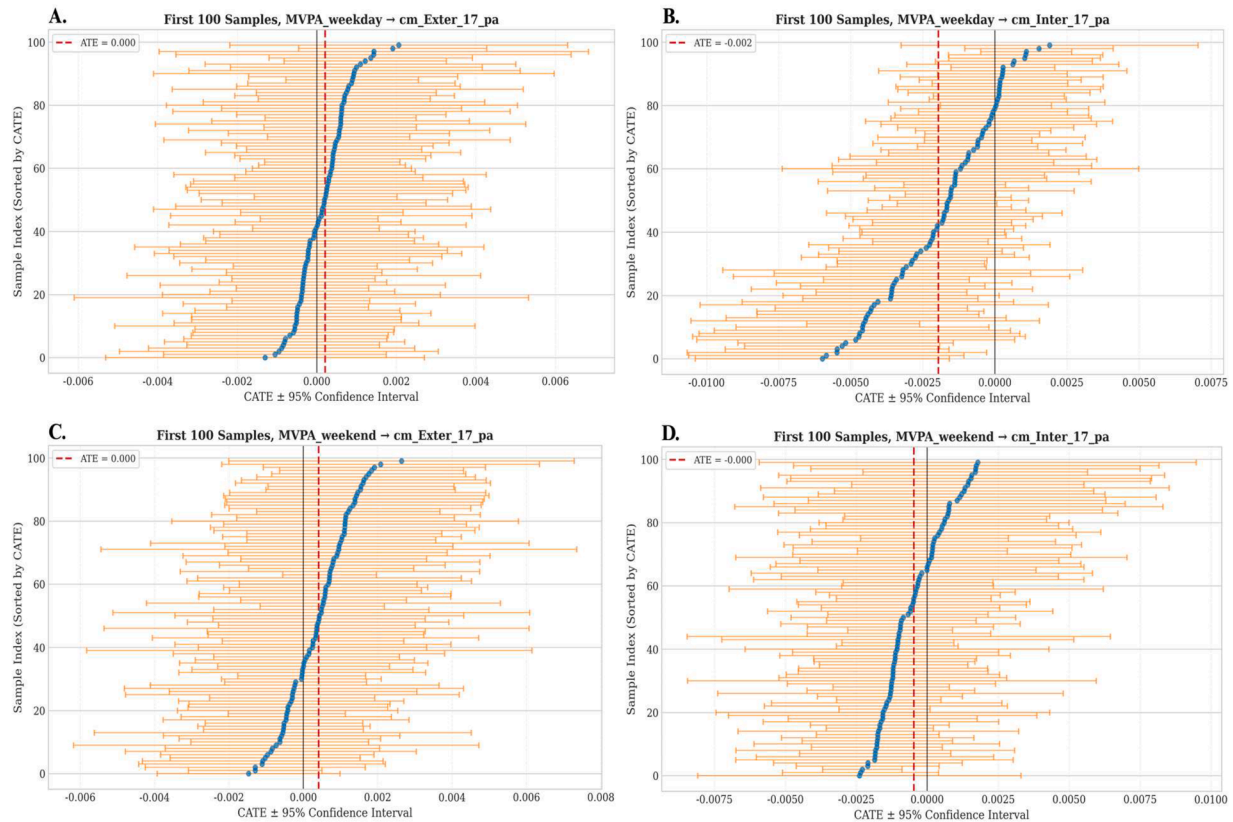 A.
First 100 Samples, MVPA_weekday → cm_Exter_17_pa
ATE = 0.000
100
80
60
40
20
0
Sample Index (Sorted by CATE)
-0.006 -0.004 -0.002 0.000 0.002 0.004 0.006
CATE ± 95% Confidence Interval
B.
First 100 Samples, MVPA_weekday → cm_Inter_17_pa
ATE = -0.002
100
80
60
40
20
0
Sample Index (Sorted by CATE)
-0.0100 -0.0075 -0.0050 -0.0025 0.0000 0.0025 0.0050 0.0075
CATE ± 95% Confidence Interval
C.
First 100 Samples, MVPA_weekend → cm_Exter_17_pa
ATE = 0.000
100
80
60
40
20
0
Sample Index (Sorted by CATE)
-0.006 -0.004 -0.002 0.000 0.002 0.004 0.006 0.008
CATE ± 95% Confidence Interval
D.
First 100 Samples, MVPA_weekend → cm_Inter_17_pa
ATE = -0.000
100
80
60
40
20
0
Sample Index (Sorted by CATE)
-0.0075 -0.0050 -0.0025 0.0000 0.0025 0.0050 0.0075 0.0100
CATE ± 95% Confidence Interval